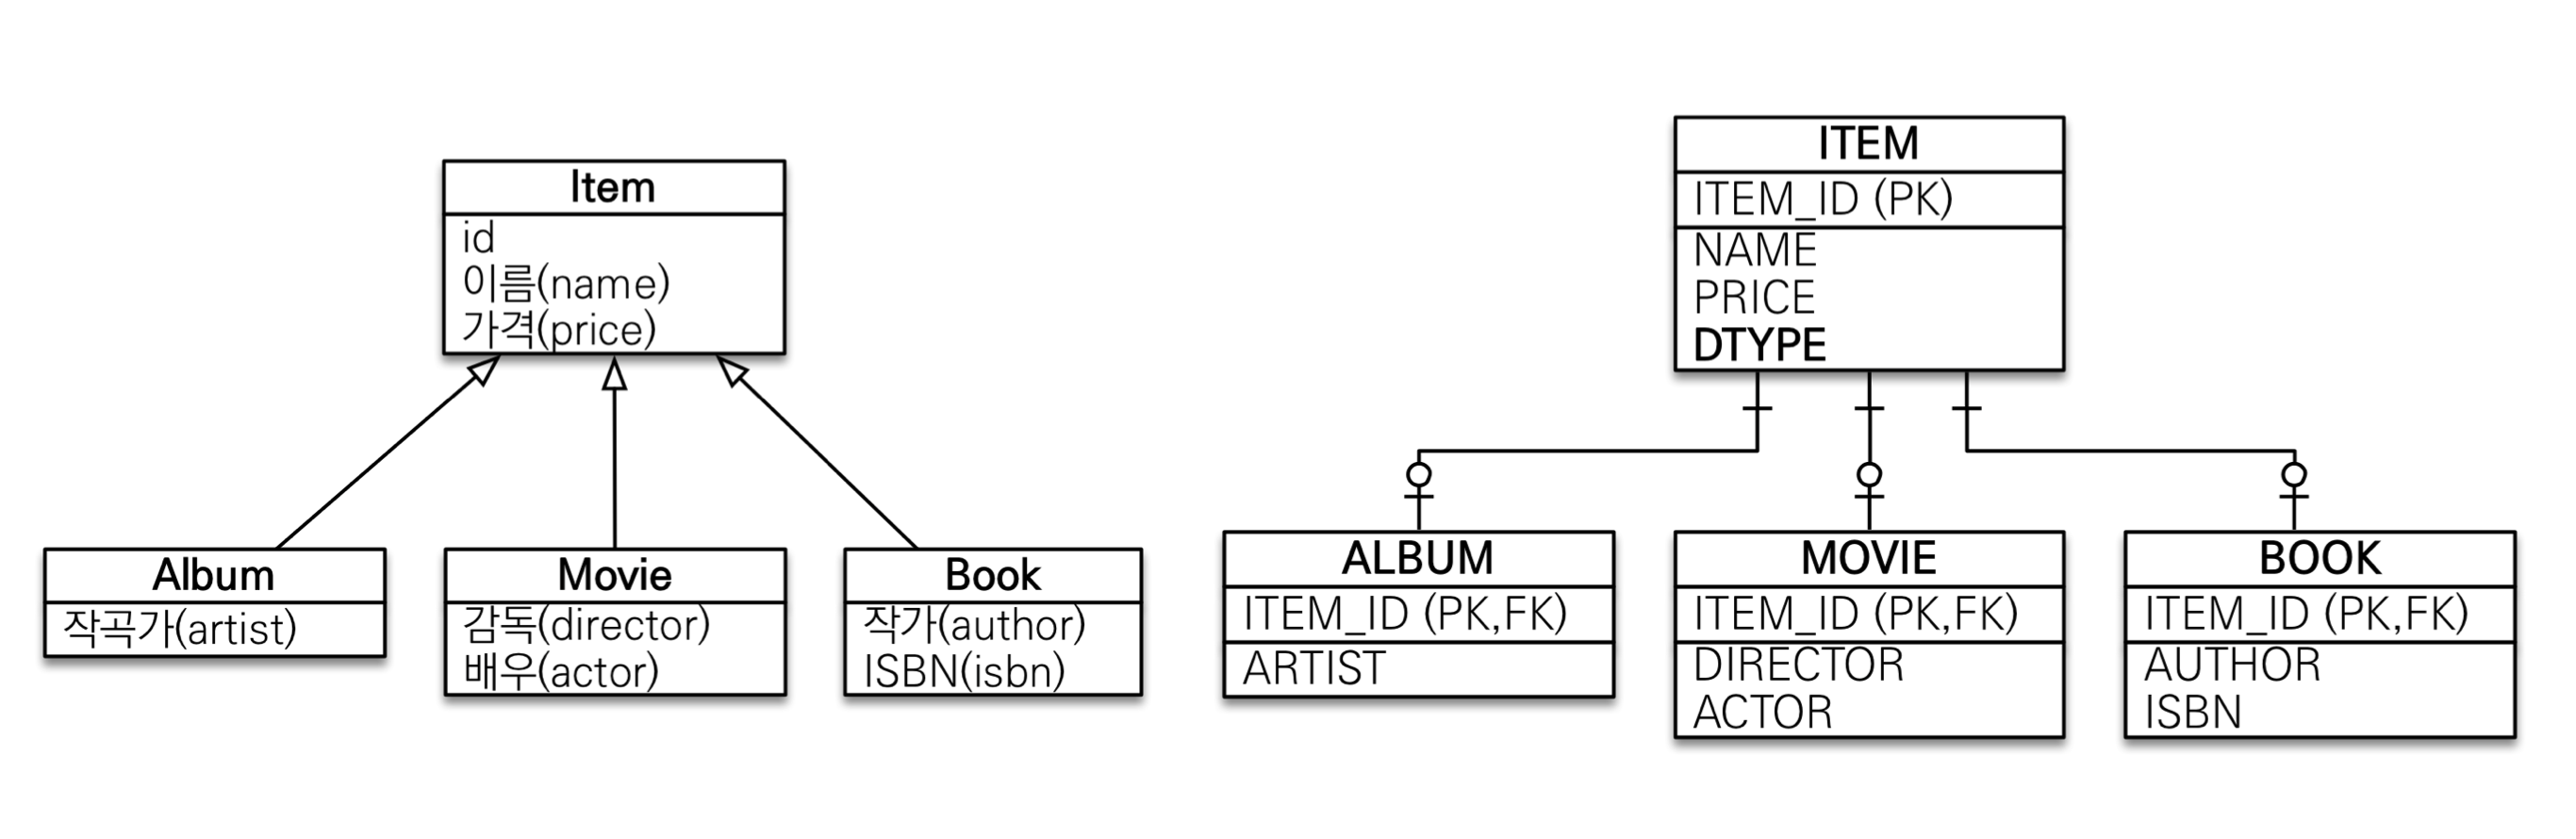 Item
id
이름(name)
가격(price)
Album
작곡가(artist)
Movie
감독(director)
배우(actor)
Book
작가(author)
ISBN(isbn)
ITEM
ITEM_ID (PK)
NAME
PRICE
DTYPE
ALBUM
ITEM_ID (PK,FK)
ARTIST
MOVIE
ITEM_ID (PK,FK)
DIRECTOR
ACTOR
BOOK
ITEM_ID (PK,FK)
AUTHOR
ISBN